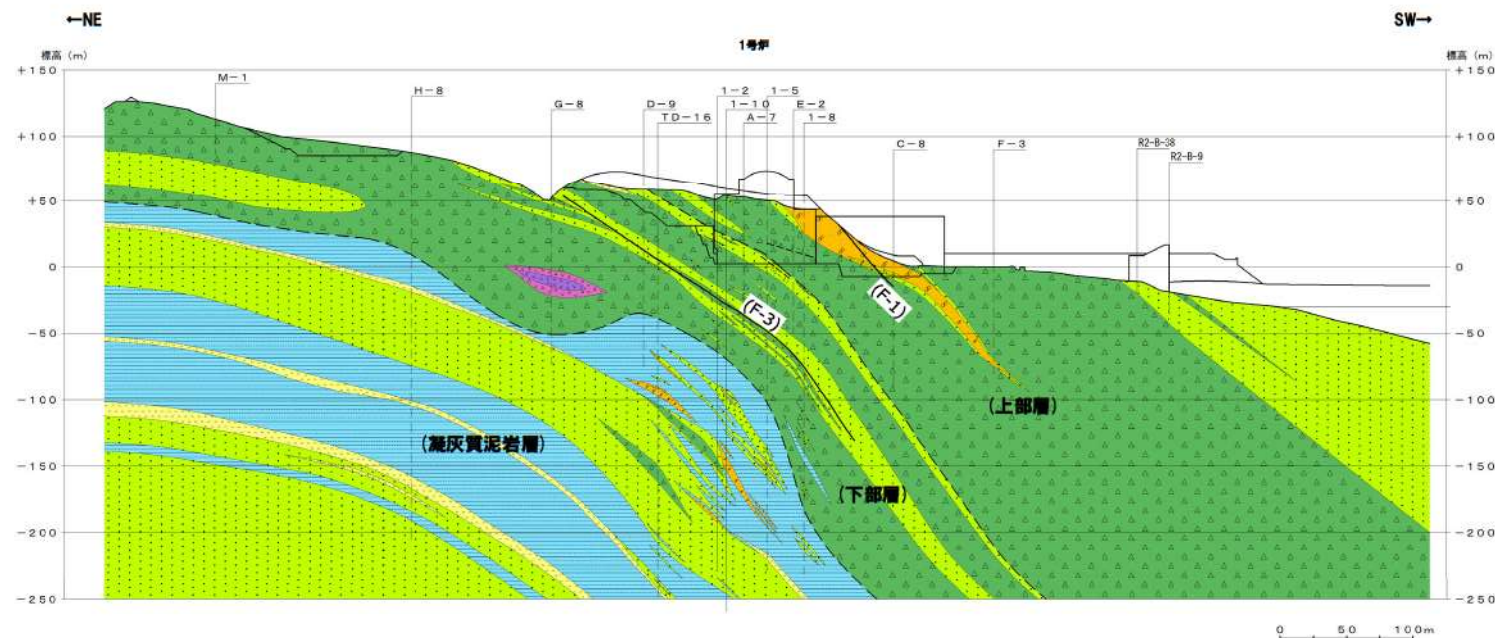 ←NE
SW→
1号炉
標高 (m)
標高 (m)
+150
+150
M-1
H-8
G-8
D-9
TD-16
1-2
1-10
1-5
A-7
E-2
1-8
C-8
F-3
R2-B-38
R2-B-9
+100
+100
+50
+50
0
0
-50
-50
-100
-100
-150
-150
-200
-200
-250
-250
(F-3)
(F-1)
(上部層)
(凝灰質泥岩層)
(下部層)
0 50 100m